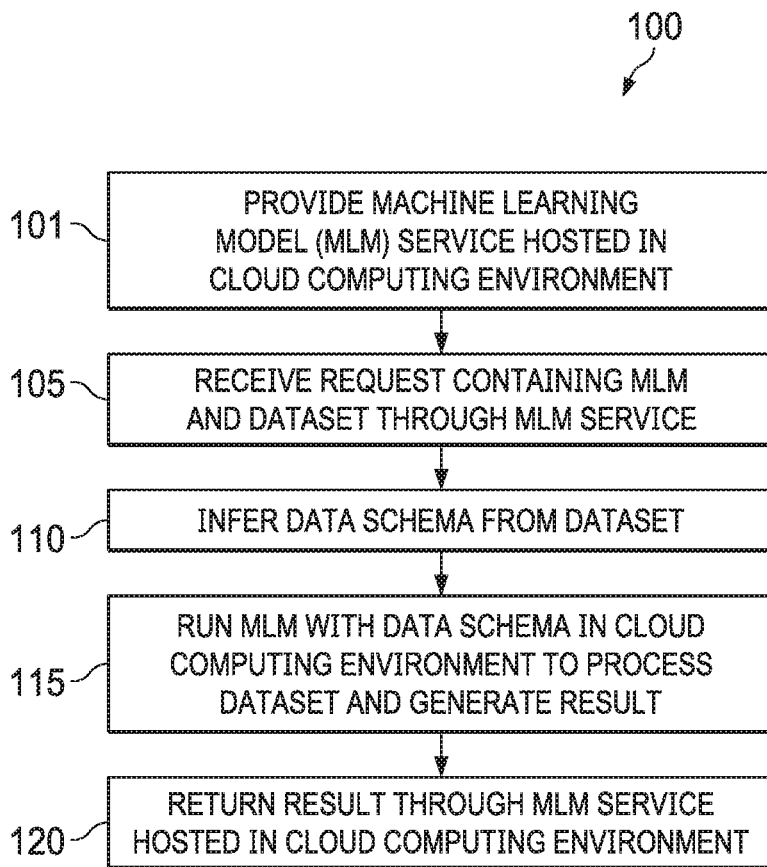 100
101
PROVIDE MACHINE LEARNING
MODEL (MLM) SERVICE HOSTED IN
CLOUD COMPUTING ENVIRONMENT
105
RECEIVE REQUEST CONTAINING MLM
AND DATASET THROUGH MLM SERVICE
110
INFER DATA SCHEMA FROM DATASET
115
RUN MLM WITH DATA SCHEMA IN CLOUD
COMPUTING ENVIRONMENT TO PROCESS
DATASET AND GENERATE RESULT
120
RETURN RESULT THROUGH MLM SERVICE
HOSTED IN CLOUD COMPUTING ENVIRONMENT